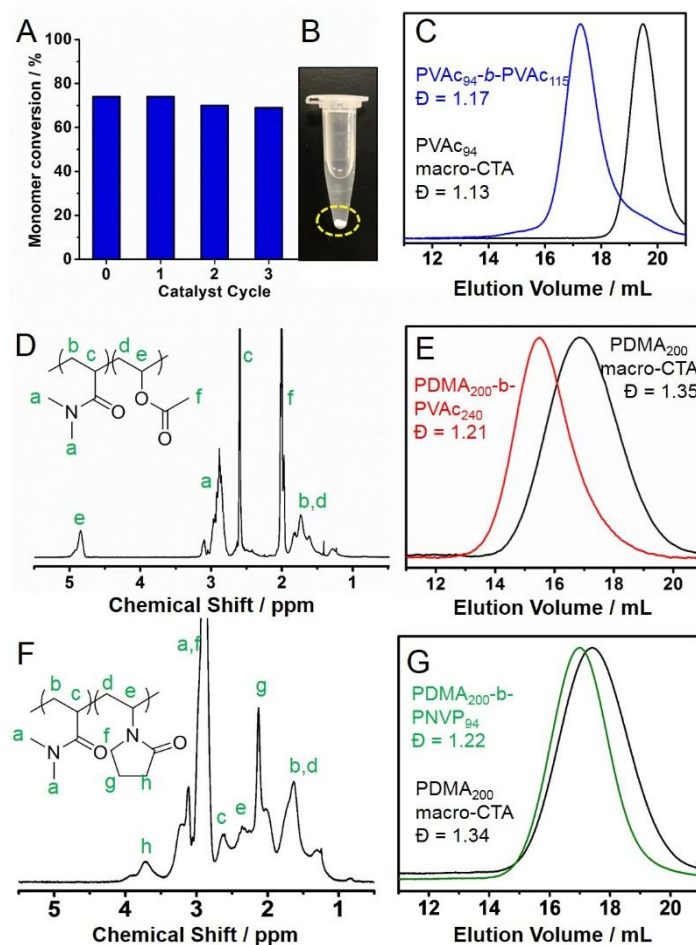 A
Monomer conversion / %
100
80
60
40
20
0
0 1 2 3
Catalyst Cycle
B
C
PVAc94-b-PVAc115
Đ = 1.17
PVAc94
macro-CTA
Đ = 1.13
12 14 16 18 20
Elution Volume / mL
D
b c d e
a
N O O f
a O
e
a
c
f
b,d
5 4 3 2 1
Chemical Shift / ppm
E
PDMA200
macro-CTA
Đ = 1.35
PDMA200-b-
PVAc240
Đ = 1.21
12 14 16 18 20
Elution Volume / mL
F
b c d e
a
N O f N O
a g h
h
a,f
c
e
g
b,d
5 4 3 2 1
Chemical Shift / ppm
G
PDMA200-b-
PNVP94
Đ = 1.22
PDMA200
macro-CTA
Đ = 1.34
12 14 16 18 20
Elution Volume / mL